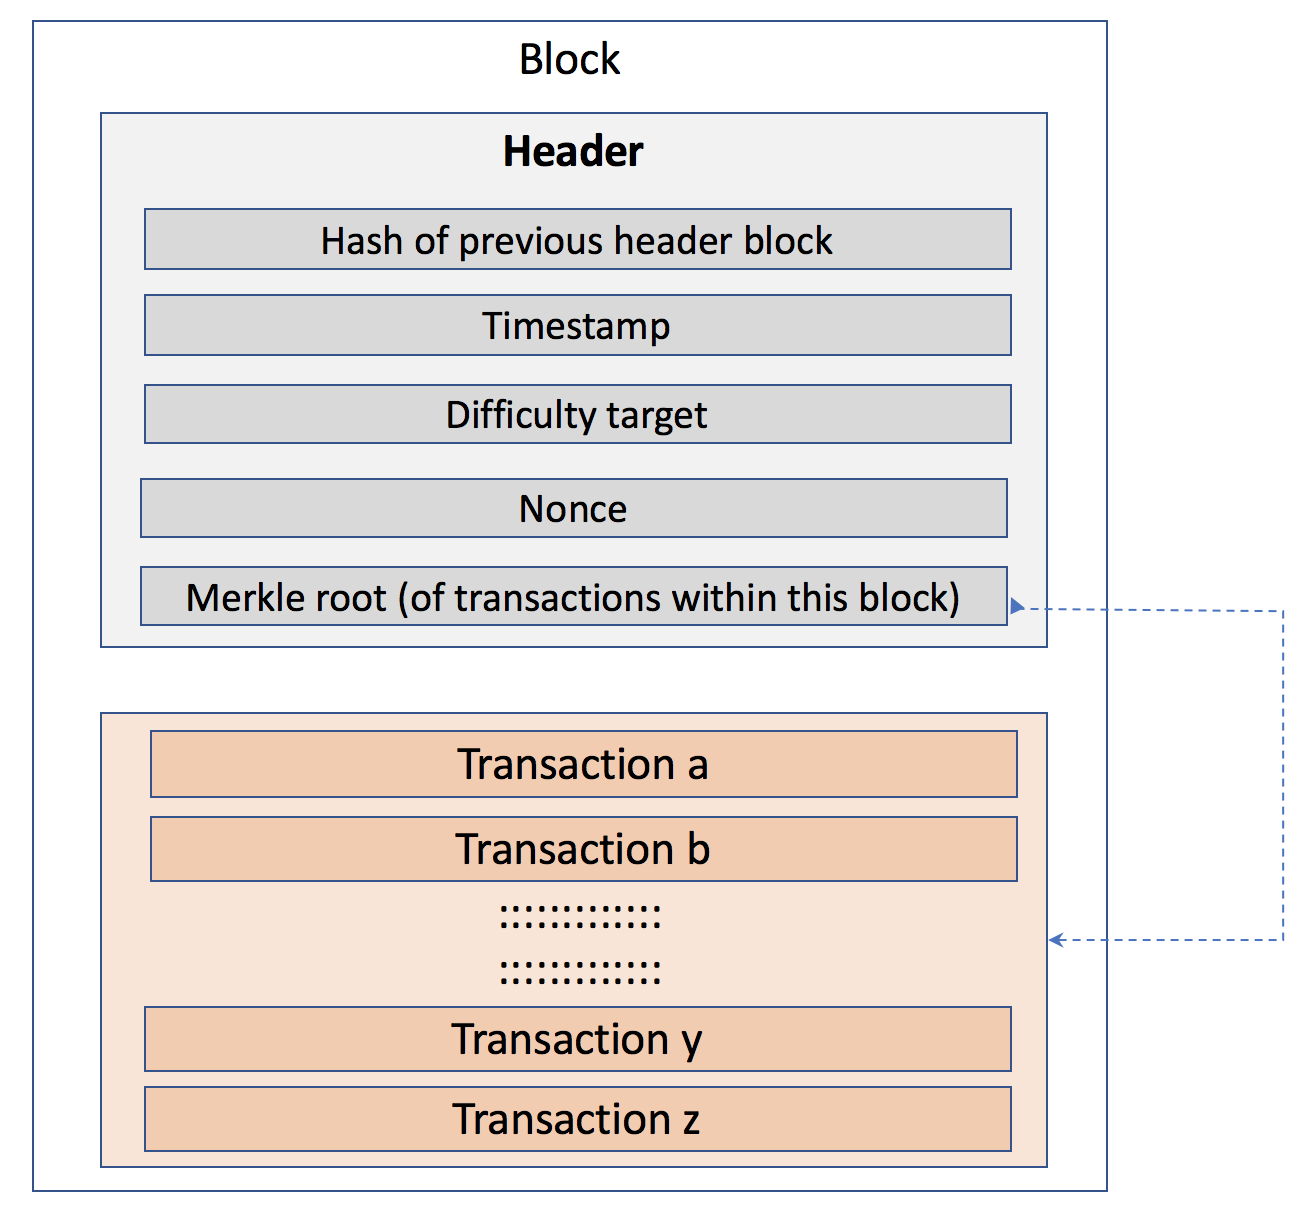 Block
Header
Hash of previous header block
Timestamp
Difficulty target
Nonce
Merkle root (of transactions within this block)
Transaction a
Transaction b
:::::::::::::
:::::::::::::
Transaction y
Transaction z